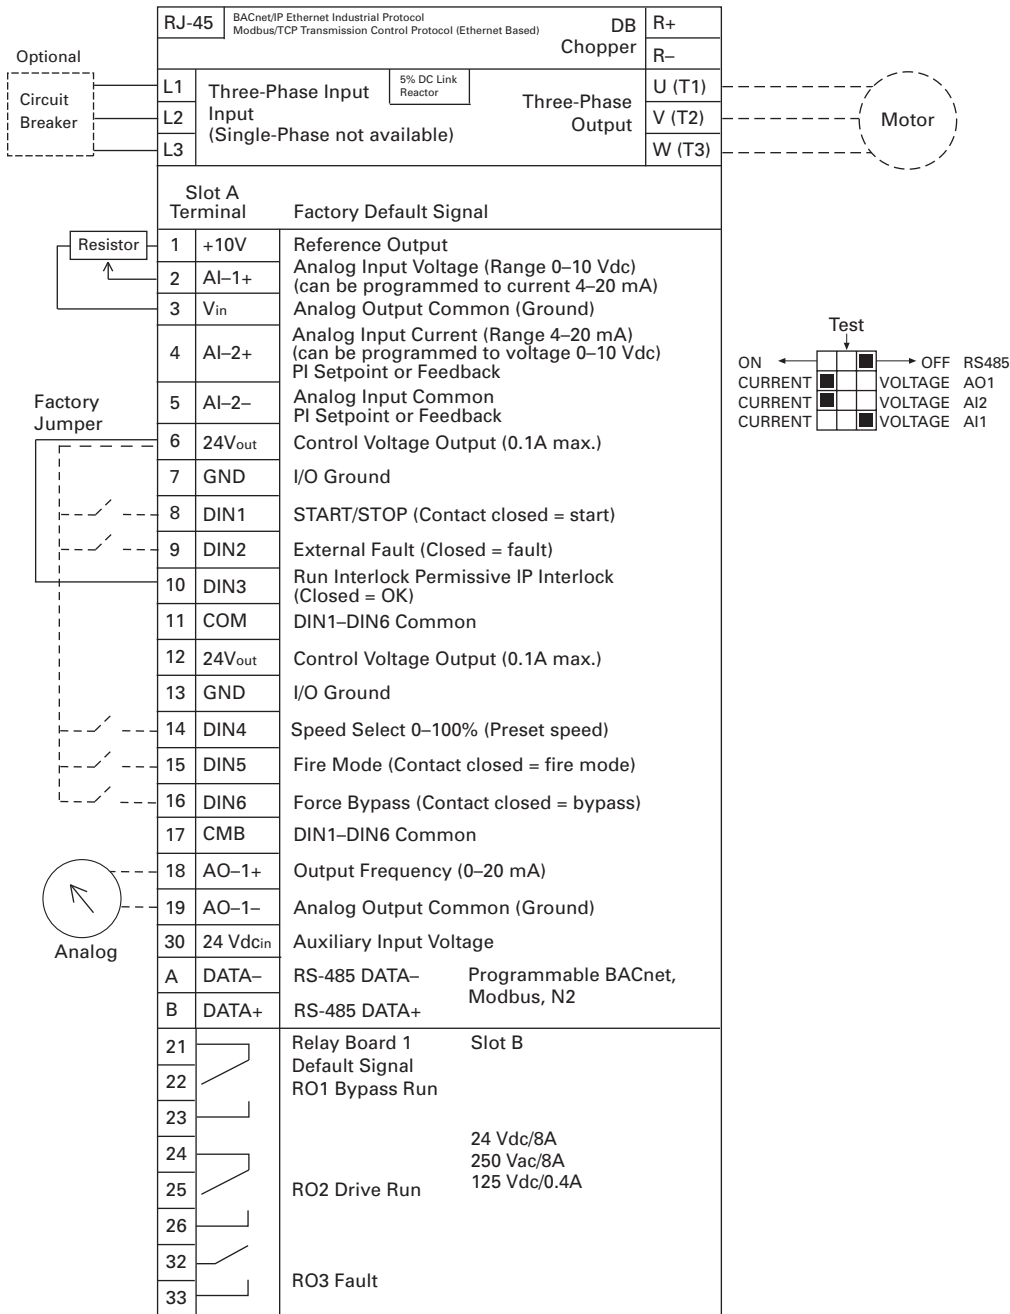 RJ-45 BACnet/IP Ethernet Industrial Protocol
Modbus/TCP Transmission Control Protocol (Ethernet Based)
DB
Chopper
R+
R–
Optional
Circuit
Breaker
L1
L2
L3
Three-Phase Input
Input
(Single-Phase not available)
5% DC Link
Reactor
Three-Phase
Output
U (T1)
V (T2)
W (T3)
Motor
Slot A
Terminal
Factory Default Signal
Resistor
1 +10V Reference Output
2 AI–1+ Analog Input Voltage (Range 0–10 Vdc)
(can be programmed to current 4–20 mA)
3 Vin Analog Output Common (Ground)
4 AI–2+ Analog Input Current (Range 4–20 mA)
(can be programmed to voltage 0–10 Vdc)
PI Setpoint or Feedback
5 AI–2– Analog Input Common
PI Setpoint or Feedback
Factory
Jumper
6 24Vout Control Voltage Output (0.1A max.)
7 GND I/O Ground
8 DIN1 START/STOP (Contact closed = start)
9 DIN2 External Fault (Closed = fault)
10 DIN3 Run Interlock Permissive IP Interlock
(Closed = OK)
11 COM DIN1–DIN6 Common
12 24Vout Control Voltage Output (0.1A max.)
13 GND I/O Ground
14 DIN4 Speed Select 0–100% (Preset speed)
15 DIN5 Fire Mode (Contact closed = fire mode)
16 DIN6 Force Bypass (Contact closed = bypass)
17 CMB DIN1–DIN6 Common
18 AO–1+ Output Frequency (0–20 mA)
19 AO–1– Analog Output Common (Ground)
Analog
30 24 Vdcin Auxiliary Input Voltage
A DATA– RS-485 DATA–
B DATA+ RS-485 DATA+
Programmable BACnet,
Modbus, N2
21
22
23
Relay Board 1 Slot B
Default Signal
RO1 Bypass Run
24
25
26
RO2 Drive Run
24 Vdc/8A
250 Vac/8A
125 Vdc/0.4A
32
33
RO3 Fault
Test
ON OFF RS485
CURRENT VOLTAGE AO1
CURRENT VOLTAGE AI2
CURRENT VOLTAGE AI1